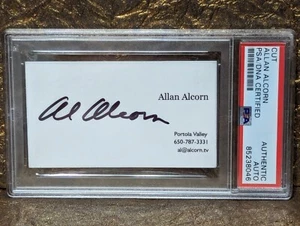 Allan Alcorn
Al Alcorn
Portola Valley
650-787-3331
al@alcorn.tv
CUT
ALLAN ALCORN
PSA/DNA CERTIFIED
AUTHENTIC
AUTO
85238046
PSA